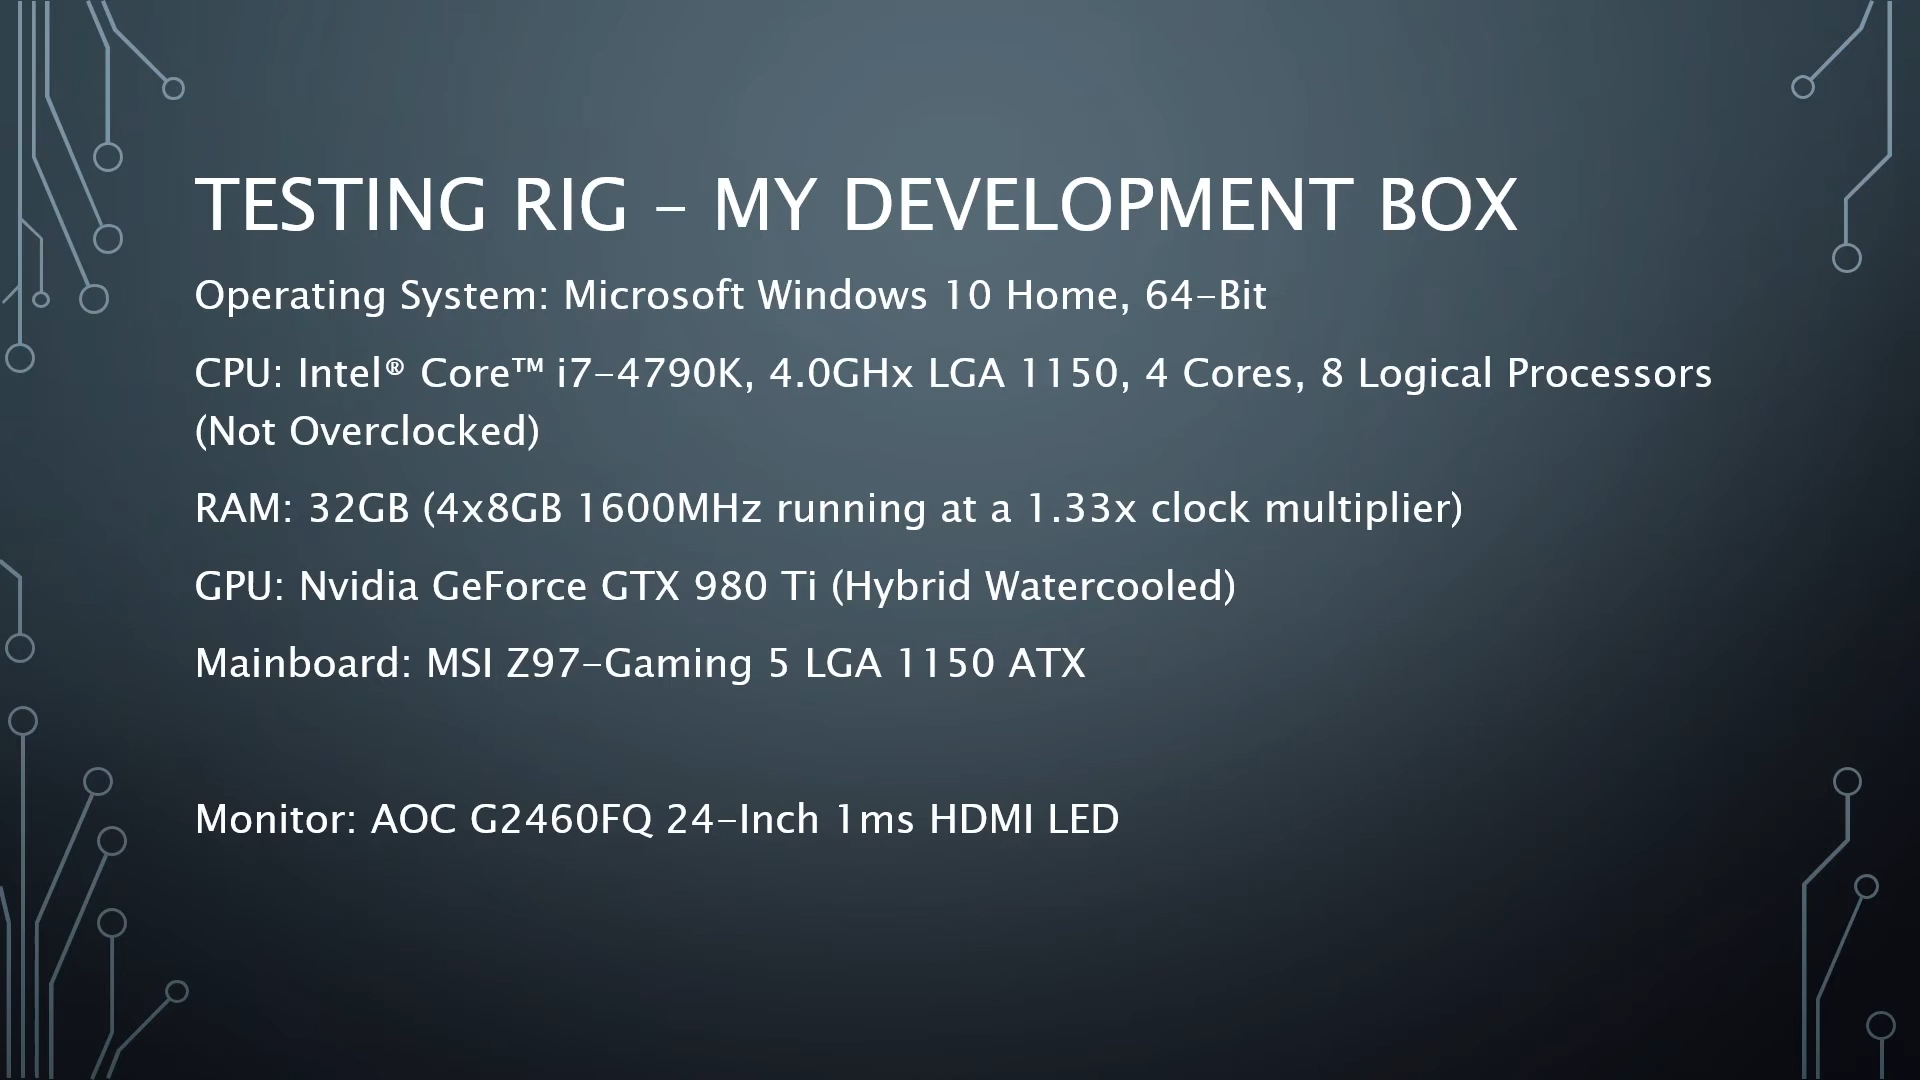 TESTING RIG – MY DEVELOPMENT BOX
Operating System: Microsoft Windows 10 Home, 64-Bit
CPU: Intel® Core™ i7-4790K, 4.0GHx LGA 1150, 4 Cores, 8 Logical Processors
(Not Overclocked)
RAM: 32GB (4x8GB 1600MHz running at a 1.33x clock multiplier)
GPU: Nvidia GeForce GTX 980 Ti (Hybrid Watercooled)
Mainboard: MSI Z97-Gaming 5 LGA 1150 ATX
Monitor: AOC G2460FQ 24-Inch 1ms HDMI LED